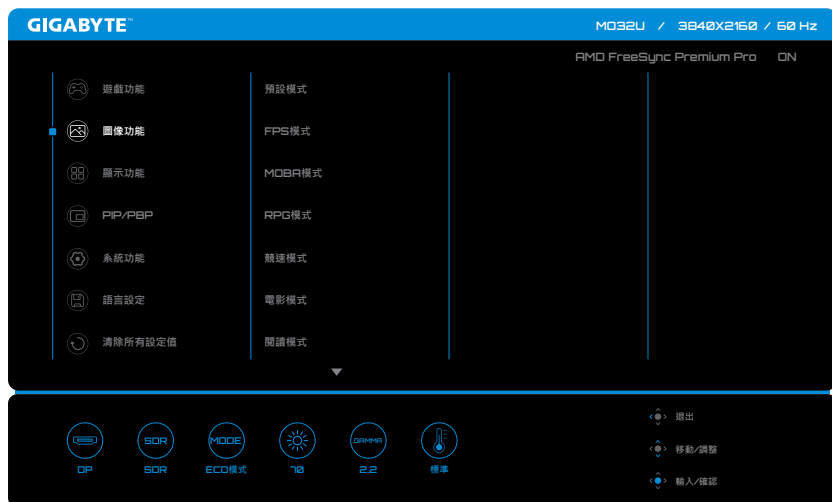 GIGABYTE™
MO32U / 3840X2160 / 60 Hz
AMD FreeSync Premium Pro ON
遊戲功能
圖像功能
顯示功能
PIP/PBP
系統功能
語言設定
清除所有設定值
預設模式
FPS模式
MOBA模式
RPG模式
競速模式
電影模式
閱讀模式
SDR
MODE
GAMMA
DP
SDR
ECO模式
70
2.2
標準
退出
移動/調整
輸入/確認